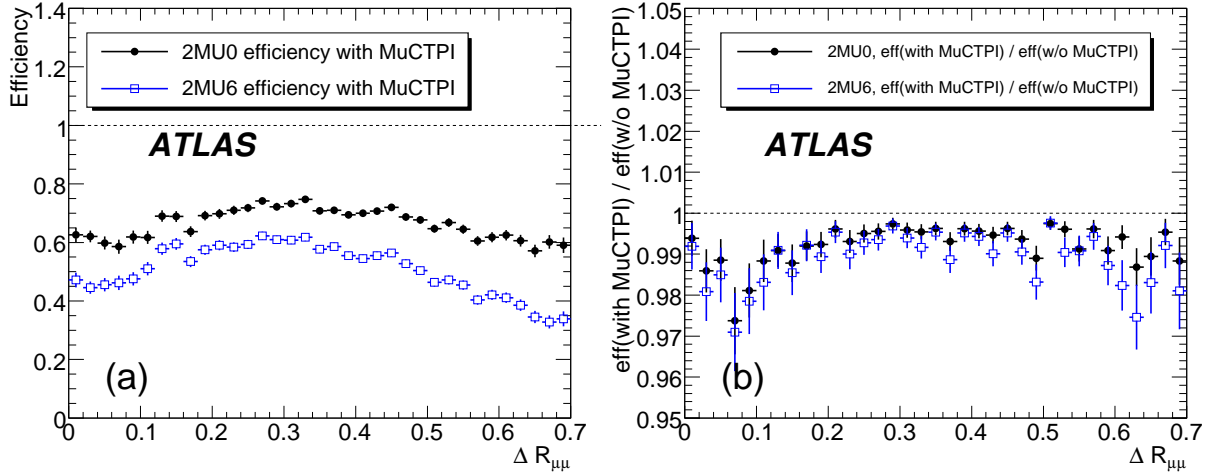 Efficiency
1.4
1.2
1
0.8
0.6
0.4
0.2
0
2MU0 efficiency with MuCTPI
2MU6 efficiency with MuCTPI
ATLAS
(a)
0 0.1 0.2 0.3 0.4 0.5 0.6 0.7
Δ Rμμ
eff(with MuCTPI) / eff(w/o MuCTPI)
1.05
1.04
1.03
1.02
1.01
1
0.99
0.98
0.97
0.96
0.95
2MU0, eff(with MuCTPI) / eff(w/o MuCTPI)
2MU6, eff(with MuCTPI) / eff(w/o MuCTPI)
ATLAS
(b)
0 0.1 0.2 0.3 0.4 0.5 0.6 0.7
Δ Rμμ